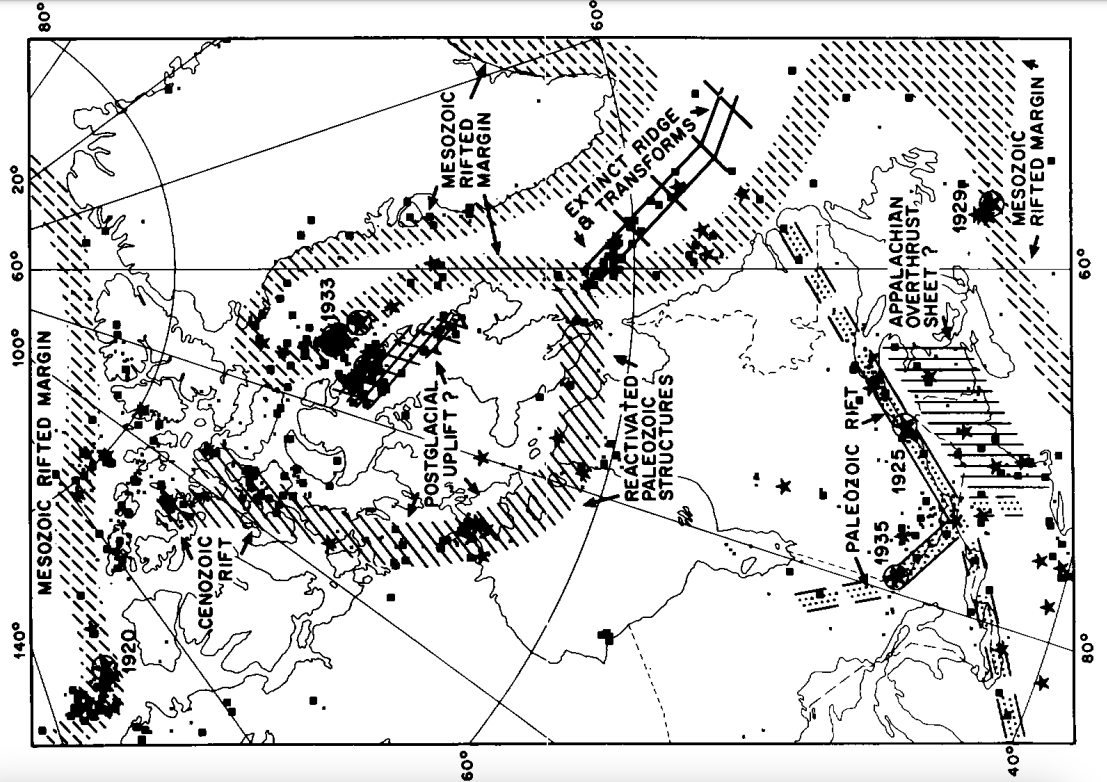 80°
60°
20°
60°
100°
140°
MESOZOIC RIFTED MARGIN
MESOZOIC
RIFTED
MARGIN
EXTINCT RIDGE
& TRANSFORMS
1933
POSTGLACIAL
UPLIFT ?
CENOZOIC
RIFT
1920
REACTIVATED
PALEOZOIC
STRUCTURES
PALEOZOIC RIFT
1925
1935
APPALACHIAN
OVERTHRUST
SHEET ?
1929
MESOZOIC
RIFTED MARGIN
60°
80°
40°
60°